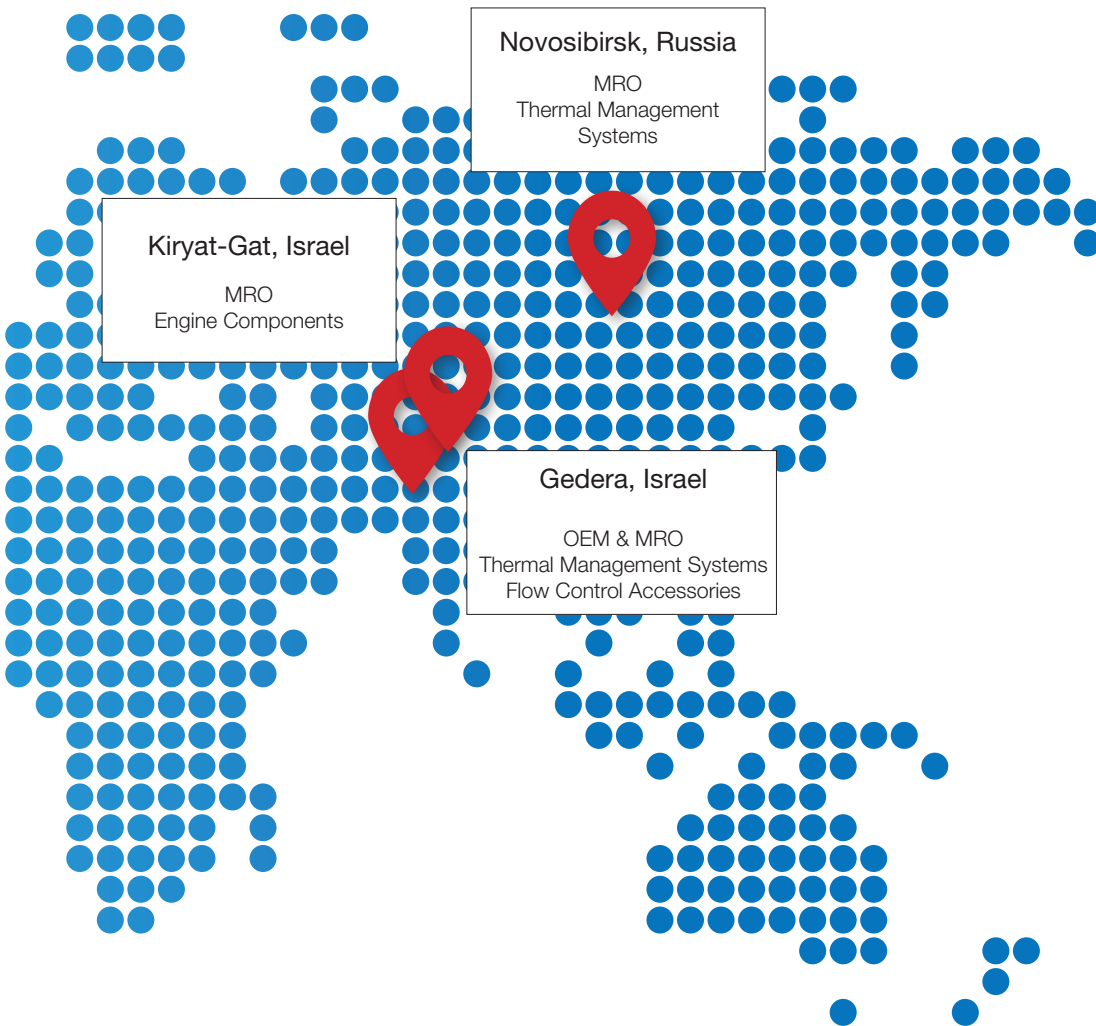 Novosibirsk, Russia
MRO
Thermal Management
Systems
Kiryat-Gat, Israel
MRO
Engine Components
Gedera, Israel
OEM & MRO
Thermal Management Systems
Flow Control Accessories